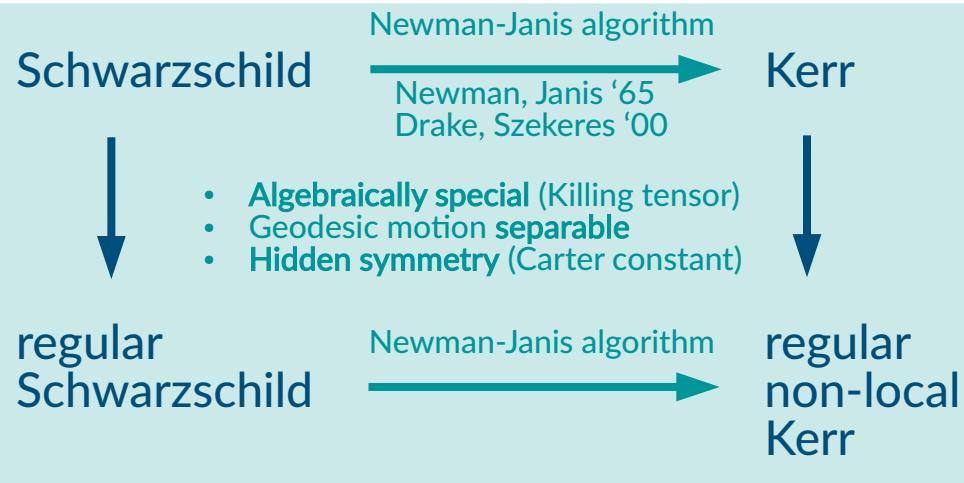 Newman-Janis algorithm
Schwarzschild
Kerr
Newman, Janis ‘65
Drake, Szekeres ‘00
• Algebraically special (Killing tensor)
• Geodesic motion separable
• Hidden symmetry (Carter constant)
regular
Schwarzschild
Newman-Janis algorithm
regular
non-local
Kerr